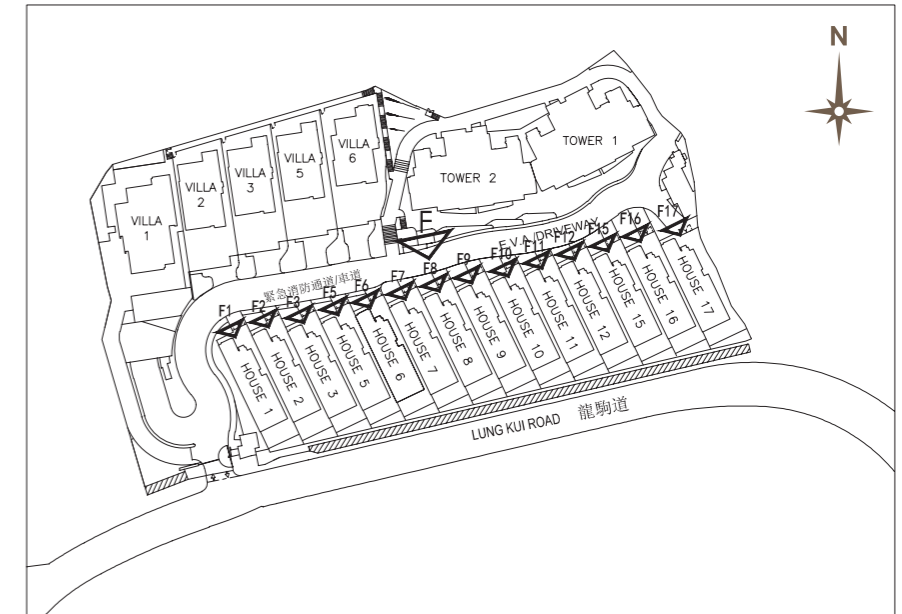 N
VILLA
1
VILLA
2
VILLA
3
VILLA
5
VILLA
6
TOWER 2
TOWER 1
F
E.V.A./DRIVEWAY
緊急消防通道/車道
F1
F2
F3
F5
F6
F7
F8
F9
F10
F11
F12
F15
F16
F17
HOUSE 1
HOUSE 2
HOUSE 3
HOUSE 5
HOUSE 6
HOUSE 7
HOUSE 8
HOUSE 9
HOUSE 10
HOUSE 11
HOUSE 12
HOUSE 15
HOUSE 16
HOUSE 17
LUNG KUI ROAD 龍駒道